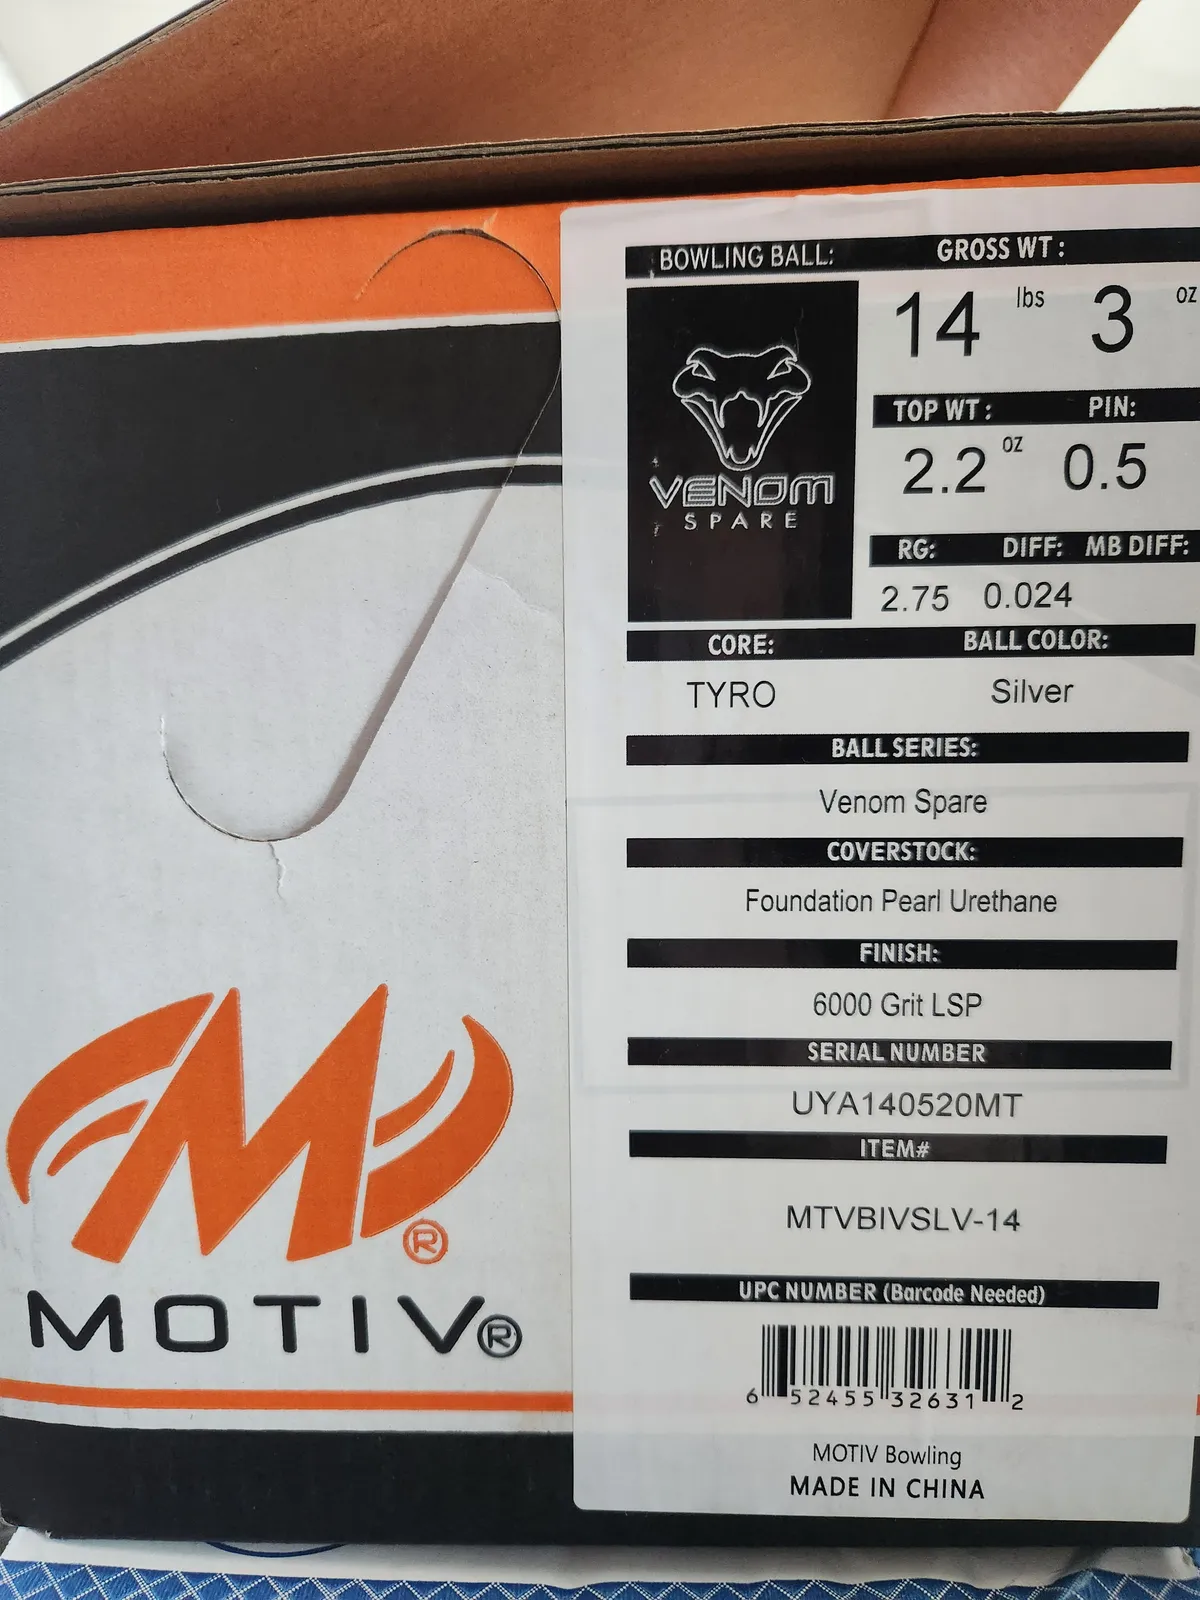 BOWLING BALL: GROSS WT:
14 lbs 3 oz
VENOM
SPARE
TOP WT: PIN:
2.2 oz 0.5
RG: DIFF: MB DIFF:
2.75 0.024
CORE: BALL COLOR:
TYRO Silver
BALL SERIES:
Venom Spare
COVERSTOCK:
Foundation Pearl Urethane
FINISH:
6000 Grit LSP
SERIAL NUMBER
UYA140520MT
ITEM#
MTVBIVSLV-14
UPC NUMBER (Barcode Needed)
6 52455 32631 2
MOTIV Bowling
MADE IN CHINA
M®
MOTIV®